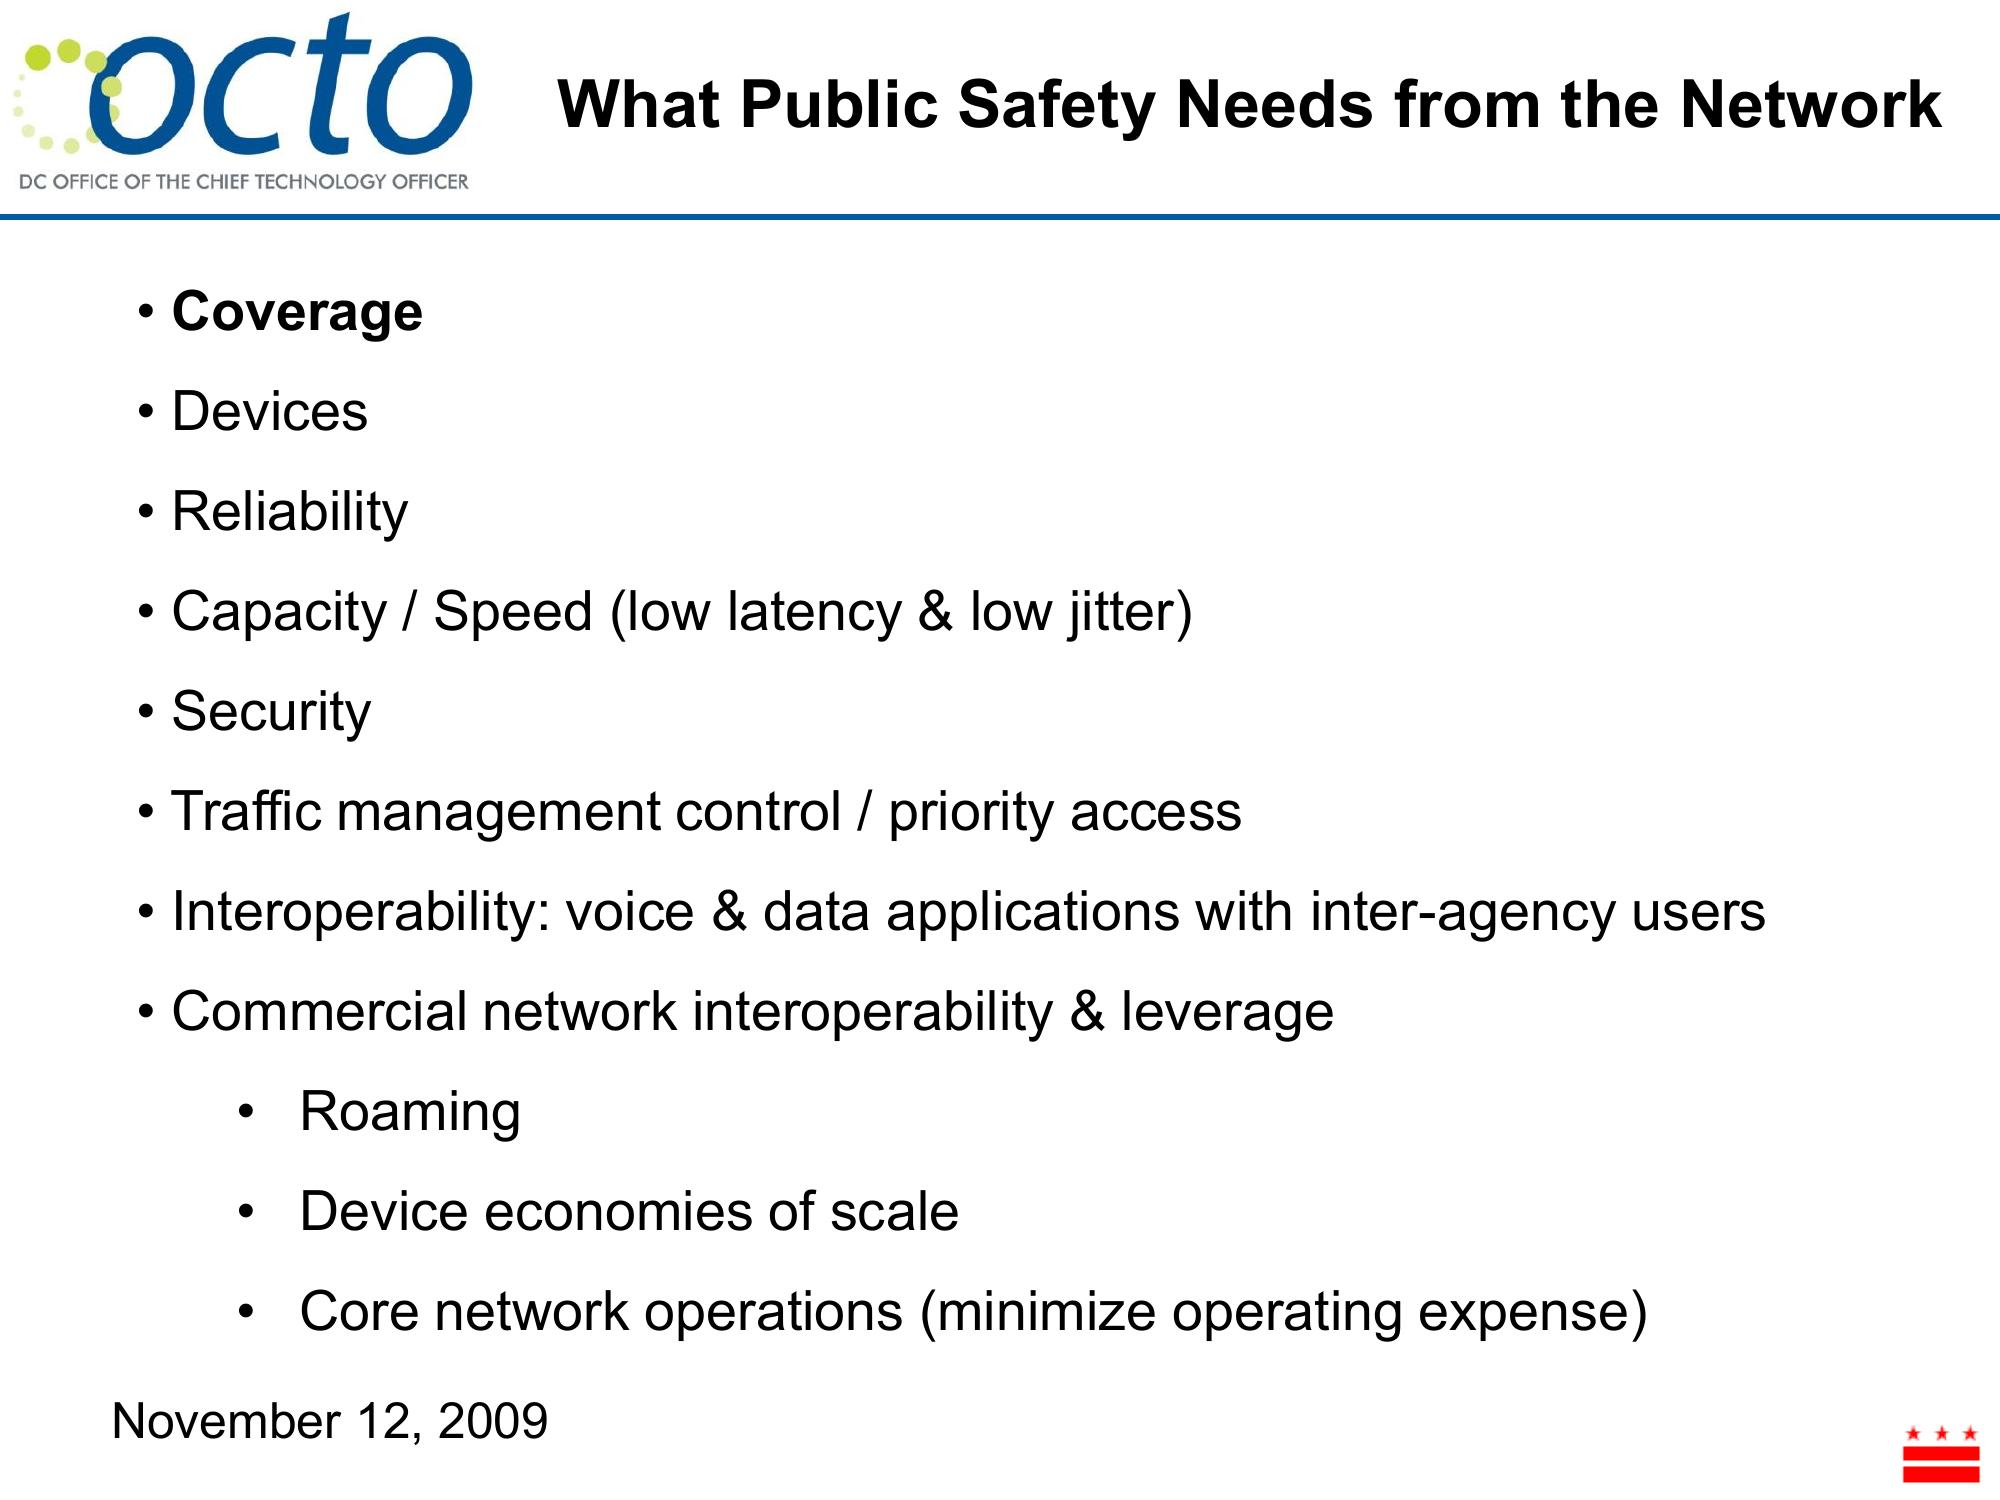 octo
DC OFFICE OF THE CHIEF TECHNOLOGY OFFICER
What Public Safety Needs from the Network
• Coverage
• Devices
• Reliability
• Capacity / Speed (low latency & low jitter)
• Security
• Traffic management control / priority access
• Interoperability: voice & data applications with inter-agency users
• Commercial network interoperability & leverage
• Roaming
• Device economies of scale
• Core network operations (minimize operating expense)
November 12, 2009